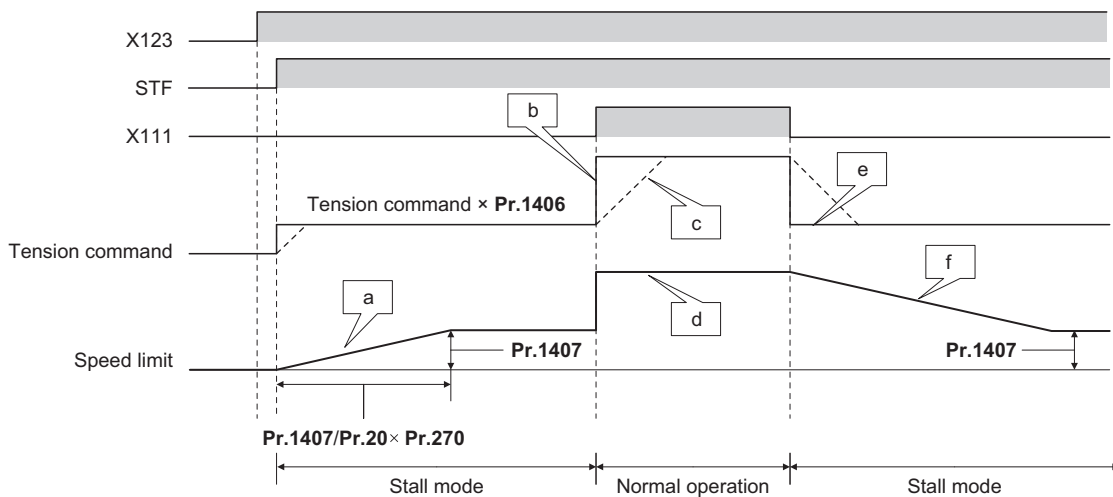 X123
STF
X111
b
e
Tension command × Pr.1406
c
Tension command
a
f
d
Pr.1407
Pr.1407
Speed limit
Pr.1407/Pr.20× Pr.270
Stall mode
Normal operation
Stall mode